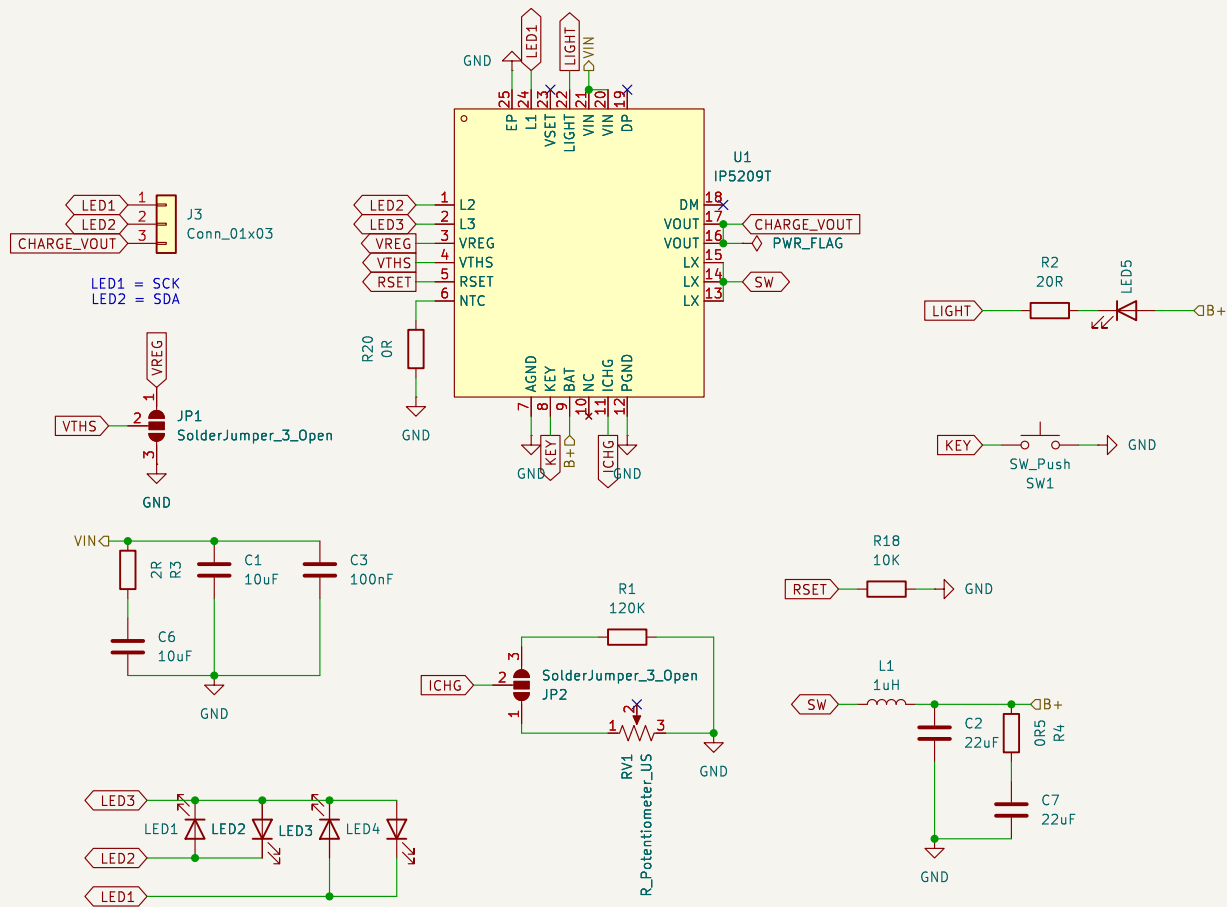 GND
LED1
LIGHT
VIN
25
24
23
22
21
20
19
EP
L1
VSET
LIGHT
VIN
VIN
DP
U1
IP5209T
LED2 1 L2
LED3 2 L3
VREG 3 VREG
VTHS 4 VTHS
RSET 5 RSET
6 NTC
DM 18
VOUT 17 CHARGE_VOUT
VOUT 16 PWR_FLAG
LX 15
LX 14 SW
LX 13
R20
0R
GND
AGND
KEY
BAT
NC
ICHG
PGND
7
8
9
10
11
12
GND
KEY
B+
ICHG
GND
LED1 1
LED2 2
CHARGE_VOUT 3
J3
Conn_01x03
LED1 = SCK
LED2 = SDA
VREG
1
VTHS 2
3
JP1
SolderJumper_3_Open
GND
R2
20R
LED5
LIGHT
B+
KEY
GND
SW_Push
SW1
VIN
2R
R3
C1
10uF
C3
100nF
C6
10uF
GND
R1
120K
ICHG
3
2
1
SolderJumper_3_Open
JP2
1
2
3
RV1
R_Potentiometer_US
GND
R18
10K
RSET
GND
L1
1uH
SW
B+
C2
22uF
0R5
R4
C7
22uF
GND
LED3
LED1
LED2
LED3
LED4
LED2
LED1